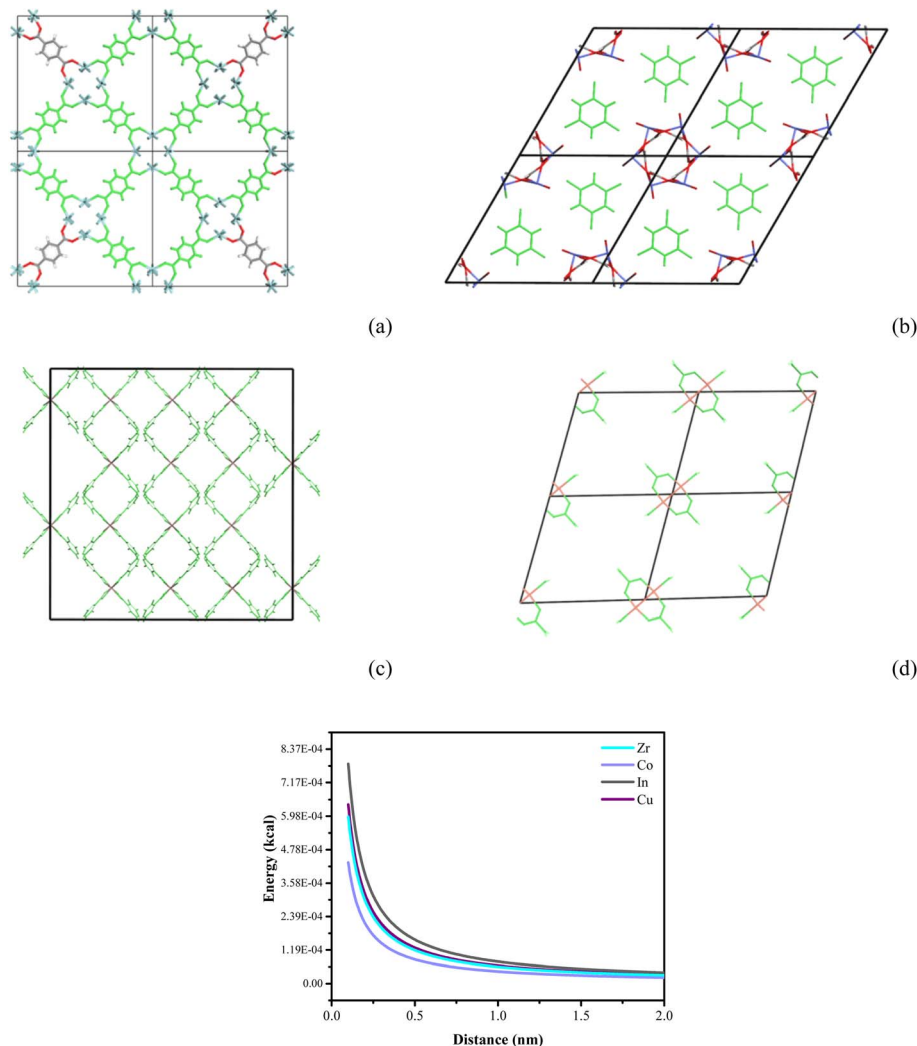 (a)
(b)
(c)
(d)
8.37E-04
7.17E-04
5.98E-04
4.78E-04
3.58E-04
2.39E-04
1.19E-04
0.00
Energy (kcal)
Zr
Co
In
Cu
0.0
0.5
1.0
1.5
2.0
Distance (nm)